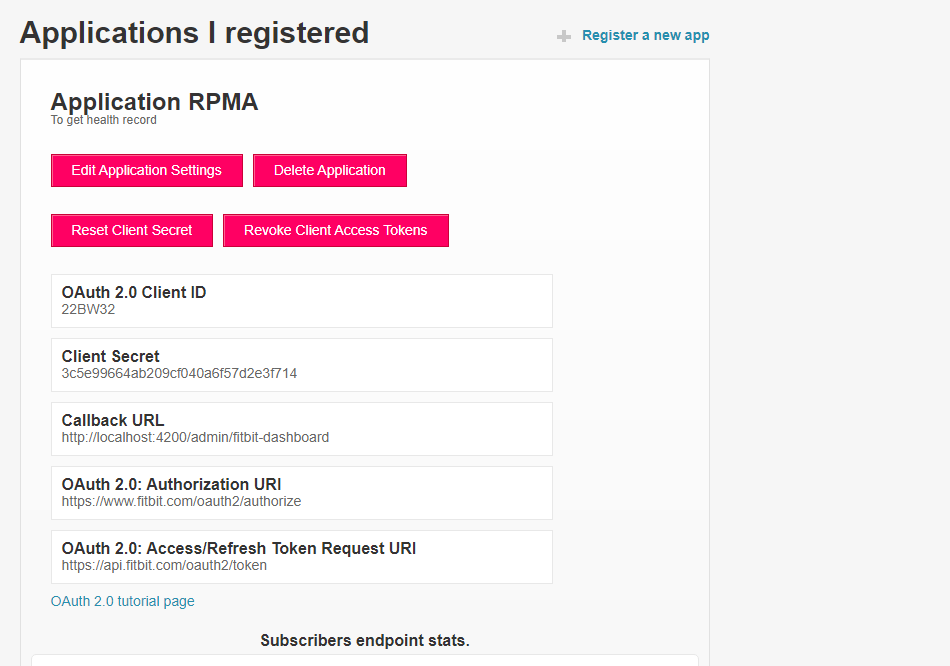 Applications I registered
Register a new app
Application RPMA
To get health record
Edit Application Settings
Delete Application
Reset Client Secret
Revoke Client Access Tokens
OAuth 2.0 Client ID
22BW32
Client Secret
3c5e99664ab209cf040a6f57d2e3f714
Callback URL
http://localhost:4200/admin/fitbit-dashboard
OAuth 2.0: Authorization URI
https://www.fitbit.com/oauth2/authorize
OAuth 2.0: Access/Refresh Token Request URI
https://api.fitbit.com/oauth2/token
OAuth 2.0 tutorial page
Subscribers endpoint stats.